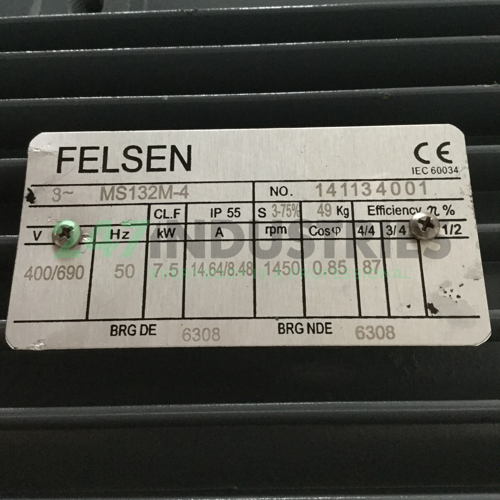 FELSEN
CE
IEC 60034
3~ MS132M-4 NO. 141134001
CL.F IP 55 S 3-75% 49 Kg Efficiency η %
V Hz kW A rpm Cosφ 4/4 3/4 1/2
400/690 50 7.5 14.64/8.48 1450 0.85 87
INDUSTRIES
BRG DE 6308 BRG NDE 6308